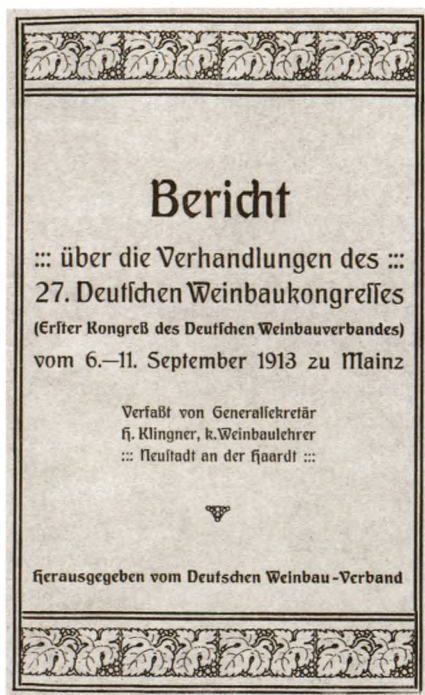 Bericht
::: über die Verhandlungen des :::
27. Deutſchen Weinbaukongreſſes
(Erſter Kongreß des Deutſchen Weinbauverbandes)
vom 6.—11. September 1913 zu Mainz
Verfaßt von Generalſekretär
H. Klingner, k. Weinbaulehrer
::: Neuſtadt an der Haardt :::
Herausgegeben vom Deutschen Weinbau-Verband